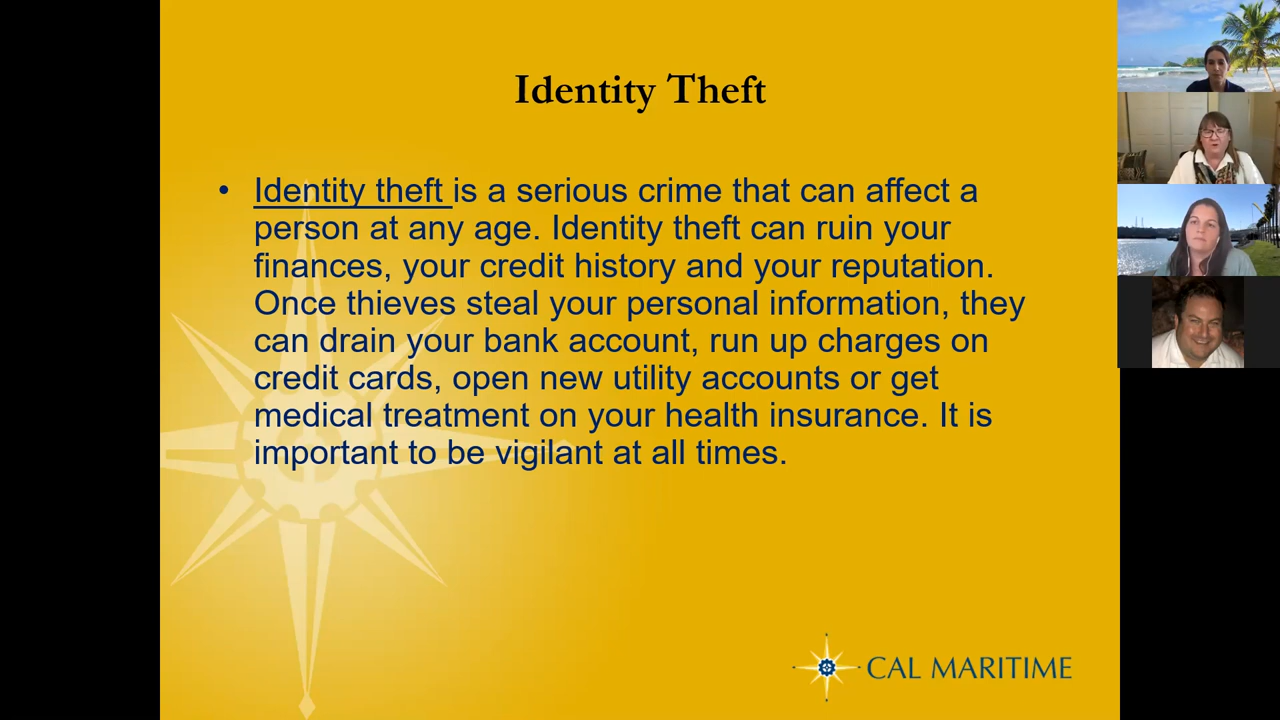 Identity Theft
• Identity theft is a serious crime that can affect a
person at any age. Identity theft can ruin your
finances, your credit history and your reputation.
Once thieves steal your personal information, they
can drain your bank account, run up charges on
credit cards, open new utility accounts or get
medical treatment on your health insurance. It is
important to be vigilant at all times.
CAL MARITIME